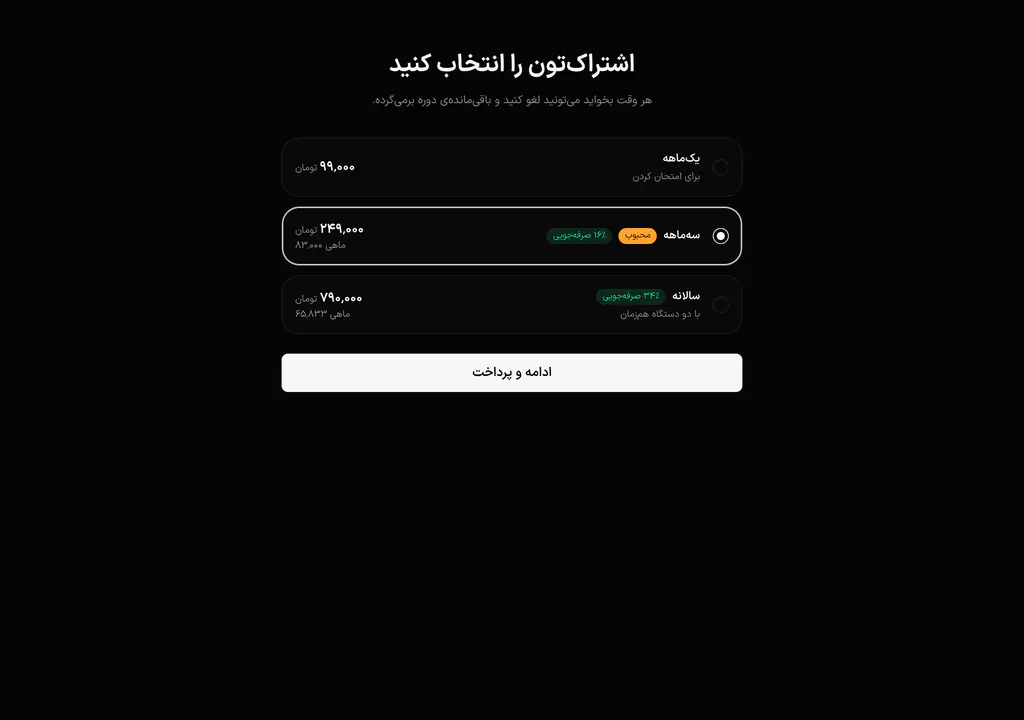 اشتراک‌تون را انتخاب کنید
هر وقت بخواید می‌تونید لغو کنید و باقی‌مانده‌ی دوره برمی‌گرده.
یک‌ماهه
برای امتحان کردن
۹۹,۰۰۰ تومان
سه‌ماهه محبوب ۱۶٪ صرفه‌جویی
۲۴۹,۰۰۰ تومان
ماهی ۸۳,۰۰۰
سالانه ۳۴٪ صرفه‌جویی
با دو دستگاه هم‌زمان
۷۹۰,۰۰۰ تومان
ماهی ۶۵,۸۳۳
ادامه و پرداخت